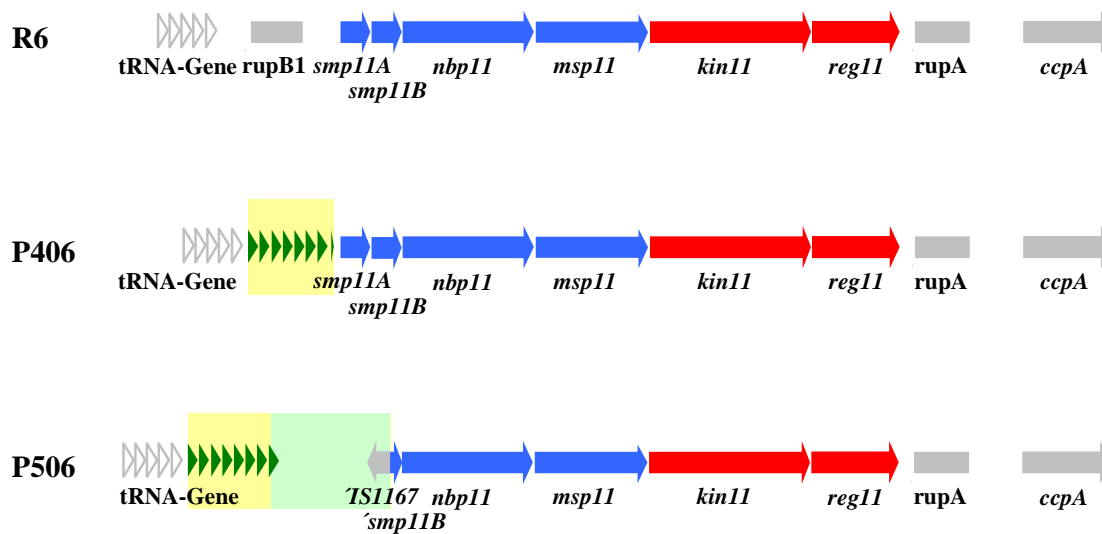 R6
tRNA-Gene rupB1 smp11A nbp11 msp11 kin11 reg11 rupA ccpA
smp11B
P406
tRNA-Gene smp11A nbp11 msp11 kin11 reg11 rupA ccpA
smp11B
P506
tRNA-Gene ´IS1167 nbp11 msp11 kin11 reg11 rupA ccpA
´smp11B